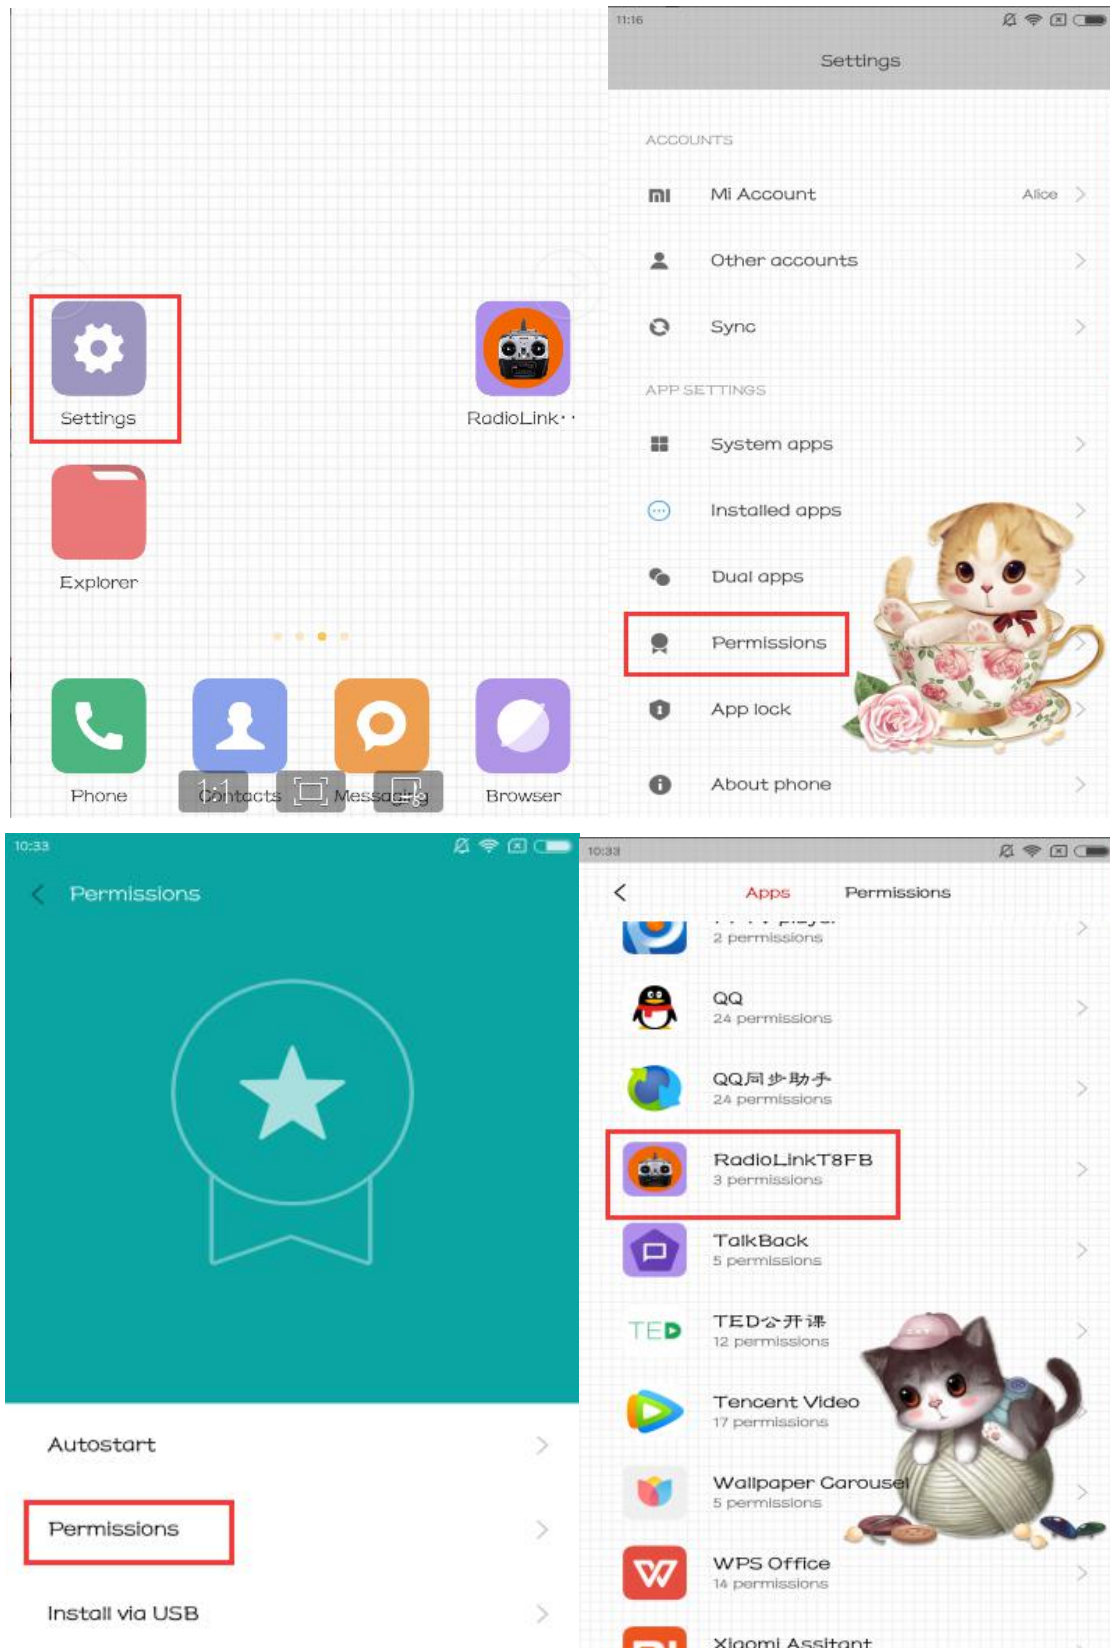 Settings
RadioLink··
Explorer
Phone
Contacts
Messaging
Browser
1:1
11:16
Settings
ACCOUNTS
Mi Account
Alice
Other accounts
Sync
APP SETTINGS
System apps
Installed apps
Dual apps
Permissions
App lock
About phone
10:33
Permissions
Autostart
Permissions
Install via USB
10:33
Apps Permissions
2 permissions
QQ
24 permissions
QQ同步助手
24 permissions
RadioLinkT8FB
3 permissions
TalkBack
5 permissions
TED
TED公开课
12 permissions
Tencent Video
17 permissions
Wallpaper Carousel
5 permissions
WPS Office
14 permissions
Xiaomi Assitant